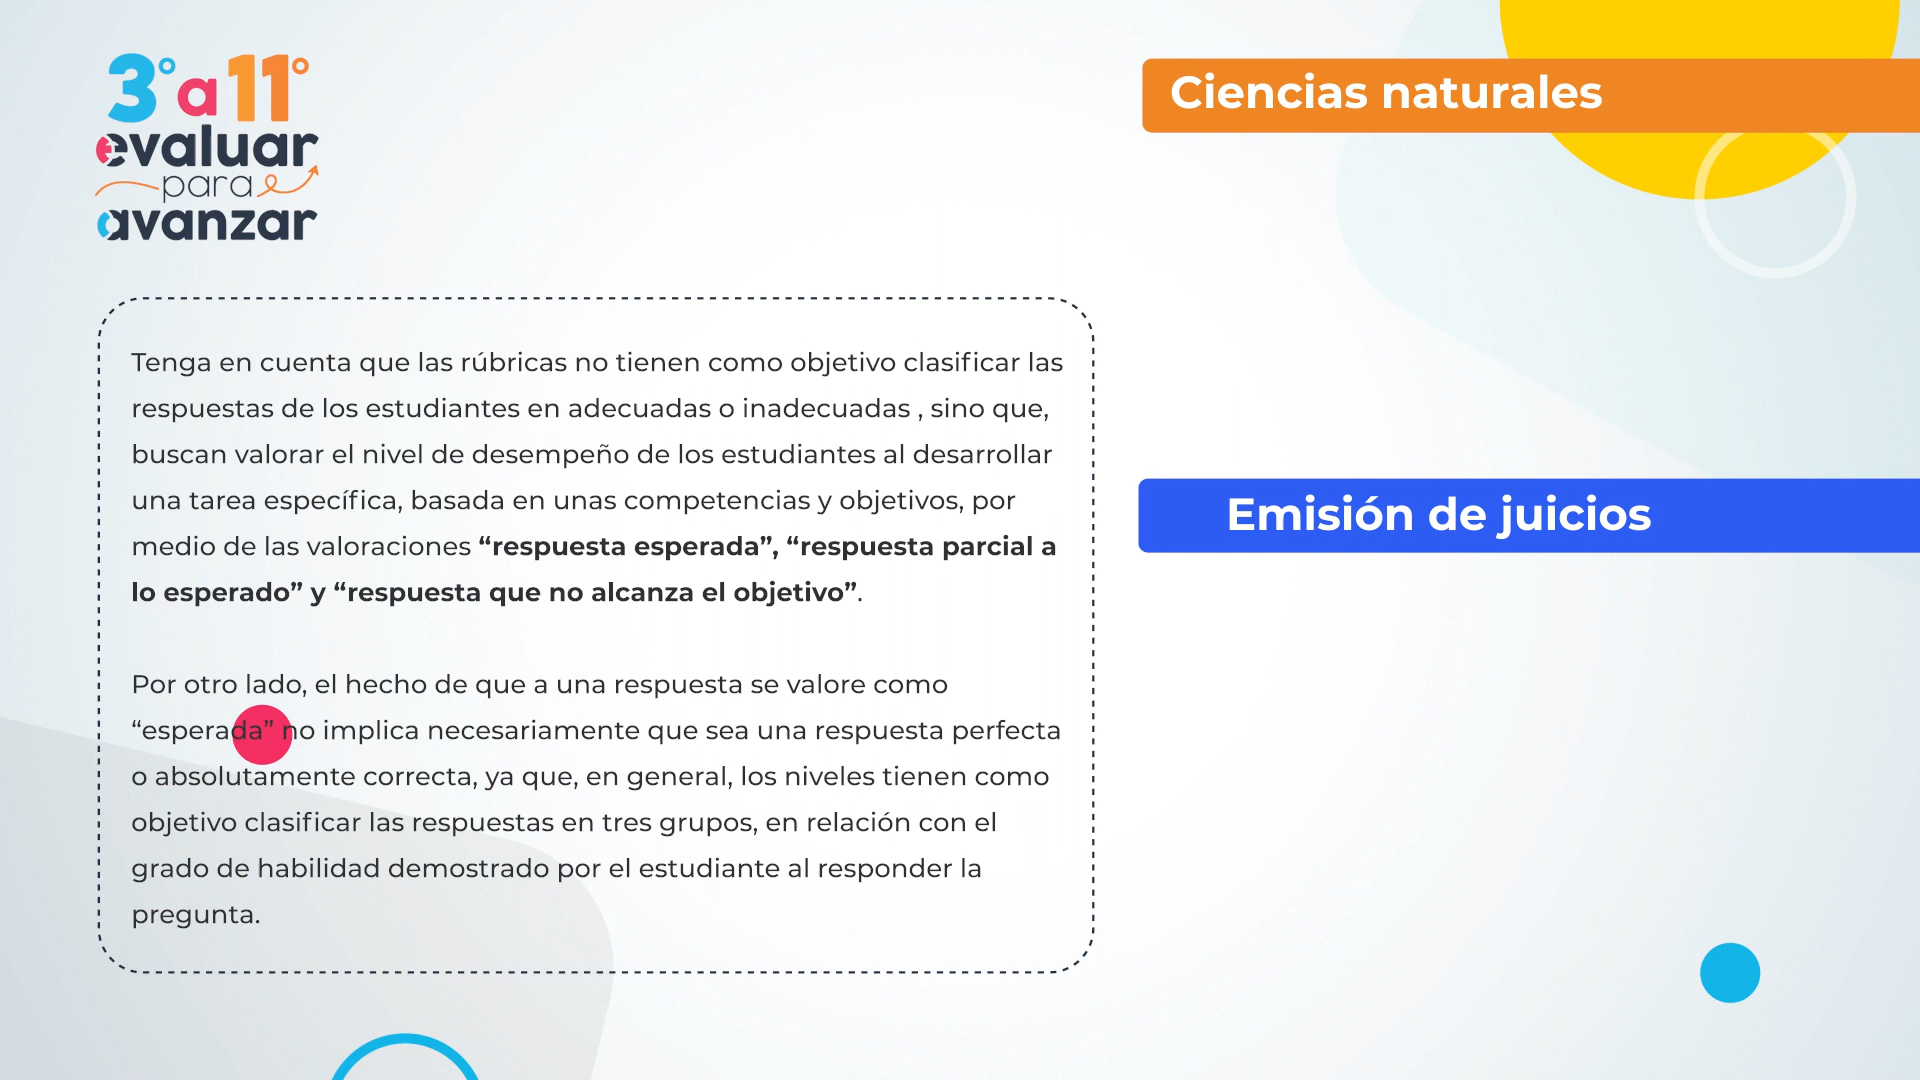 3° a 11°
evaluar
para
avanzar
Ciencias naturales
Tenga en cuenta que las rúbricas no tienen como objetivo clasificar las
respuestas de los estudiantes en adecuadas o inadecuadas , sino que,
buscan valorar el nivel de desempeño de los estudiantes al desarrollar
una tarea específica, basada en unas competencias y objetivos, por
medio de las valoraciones “respuesta esperada”, “respuesta parcial a
lo esperado” y “respuesta que no alcanza el objetivo”.
Por otro lado, el hecho de que a una respuesta se valore como
“esperada” no implica necesariamente que sea una respuesta perfecta
o absolutamente correcta, ya que, en general, los niveles tienen como
objetivo clasificar las respuestas en tres grupos, en relación con el
grado de habilidad demostrado por el estudiante al responder la
pregunta.
Emisión de juicios